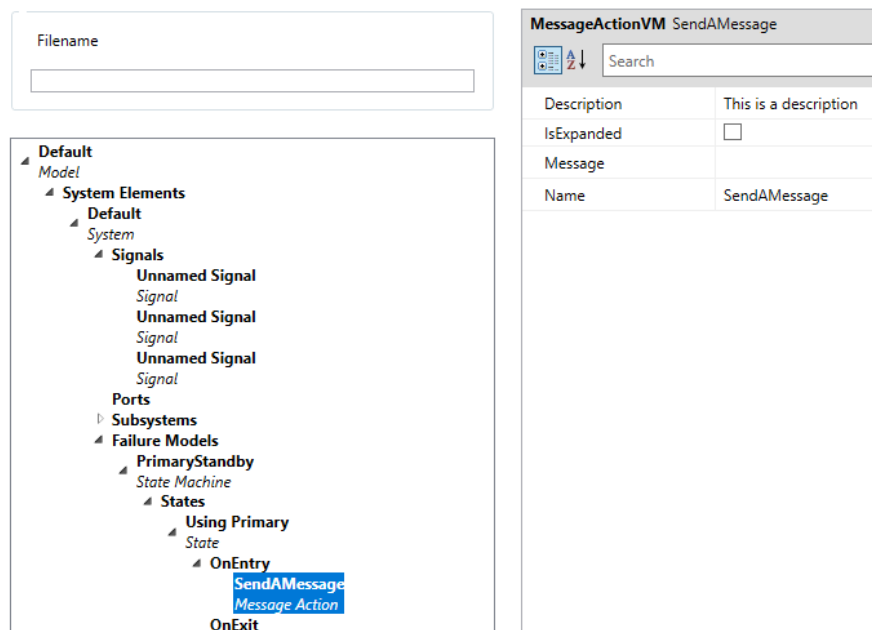 Filename
Default
Model
System Elements
Default
System
Signals
Unnamed Signal
Signal
Unnamed Signal
Signal
Unnamed Signal
Signal
Ports
Subsystems
Failure Models
PrimaryStandby
State Machine
States
Using Primary
State
OnEntry
SendAMessage
Message Action
OnExit
MessageActionVM SendAMessage
AZ Search
Description This is a description
IsExpanded
Message
Name SendAMessage